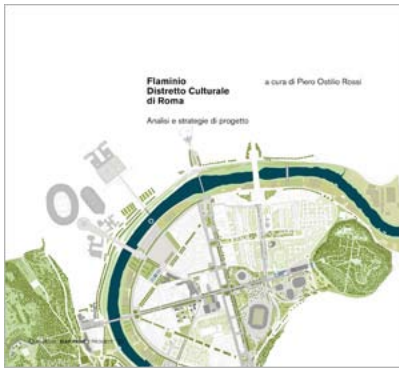 Flaminio
Distretto Culturale
di Roma
a cura di Piero Ostilio Rossi
Analisi e strategie di progetto